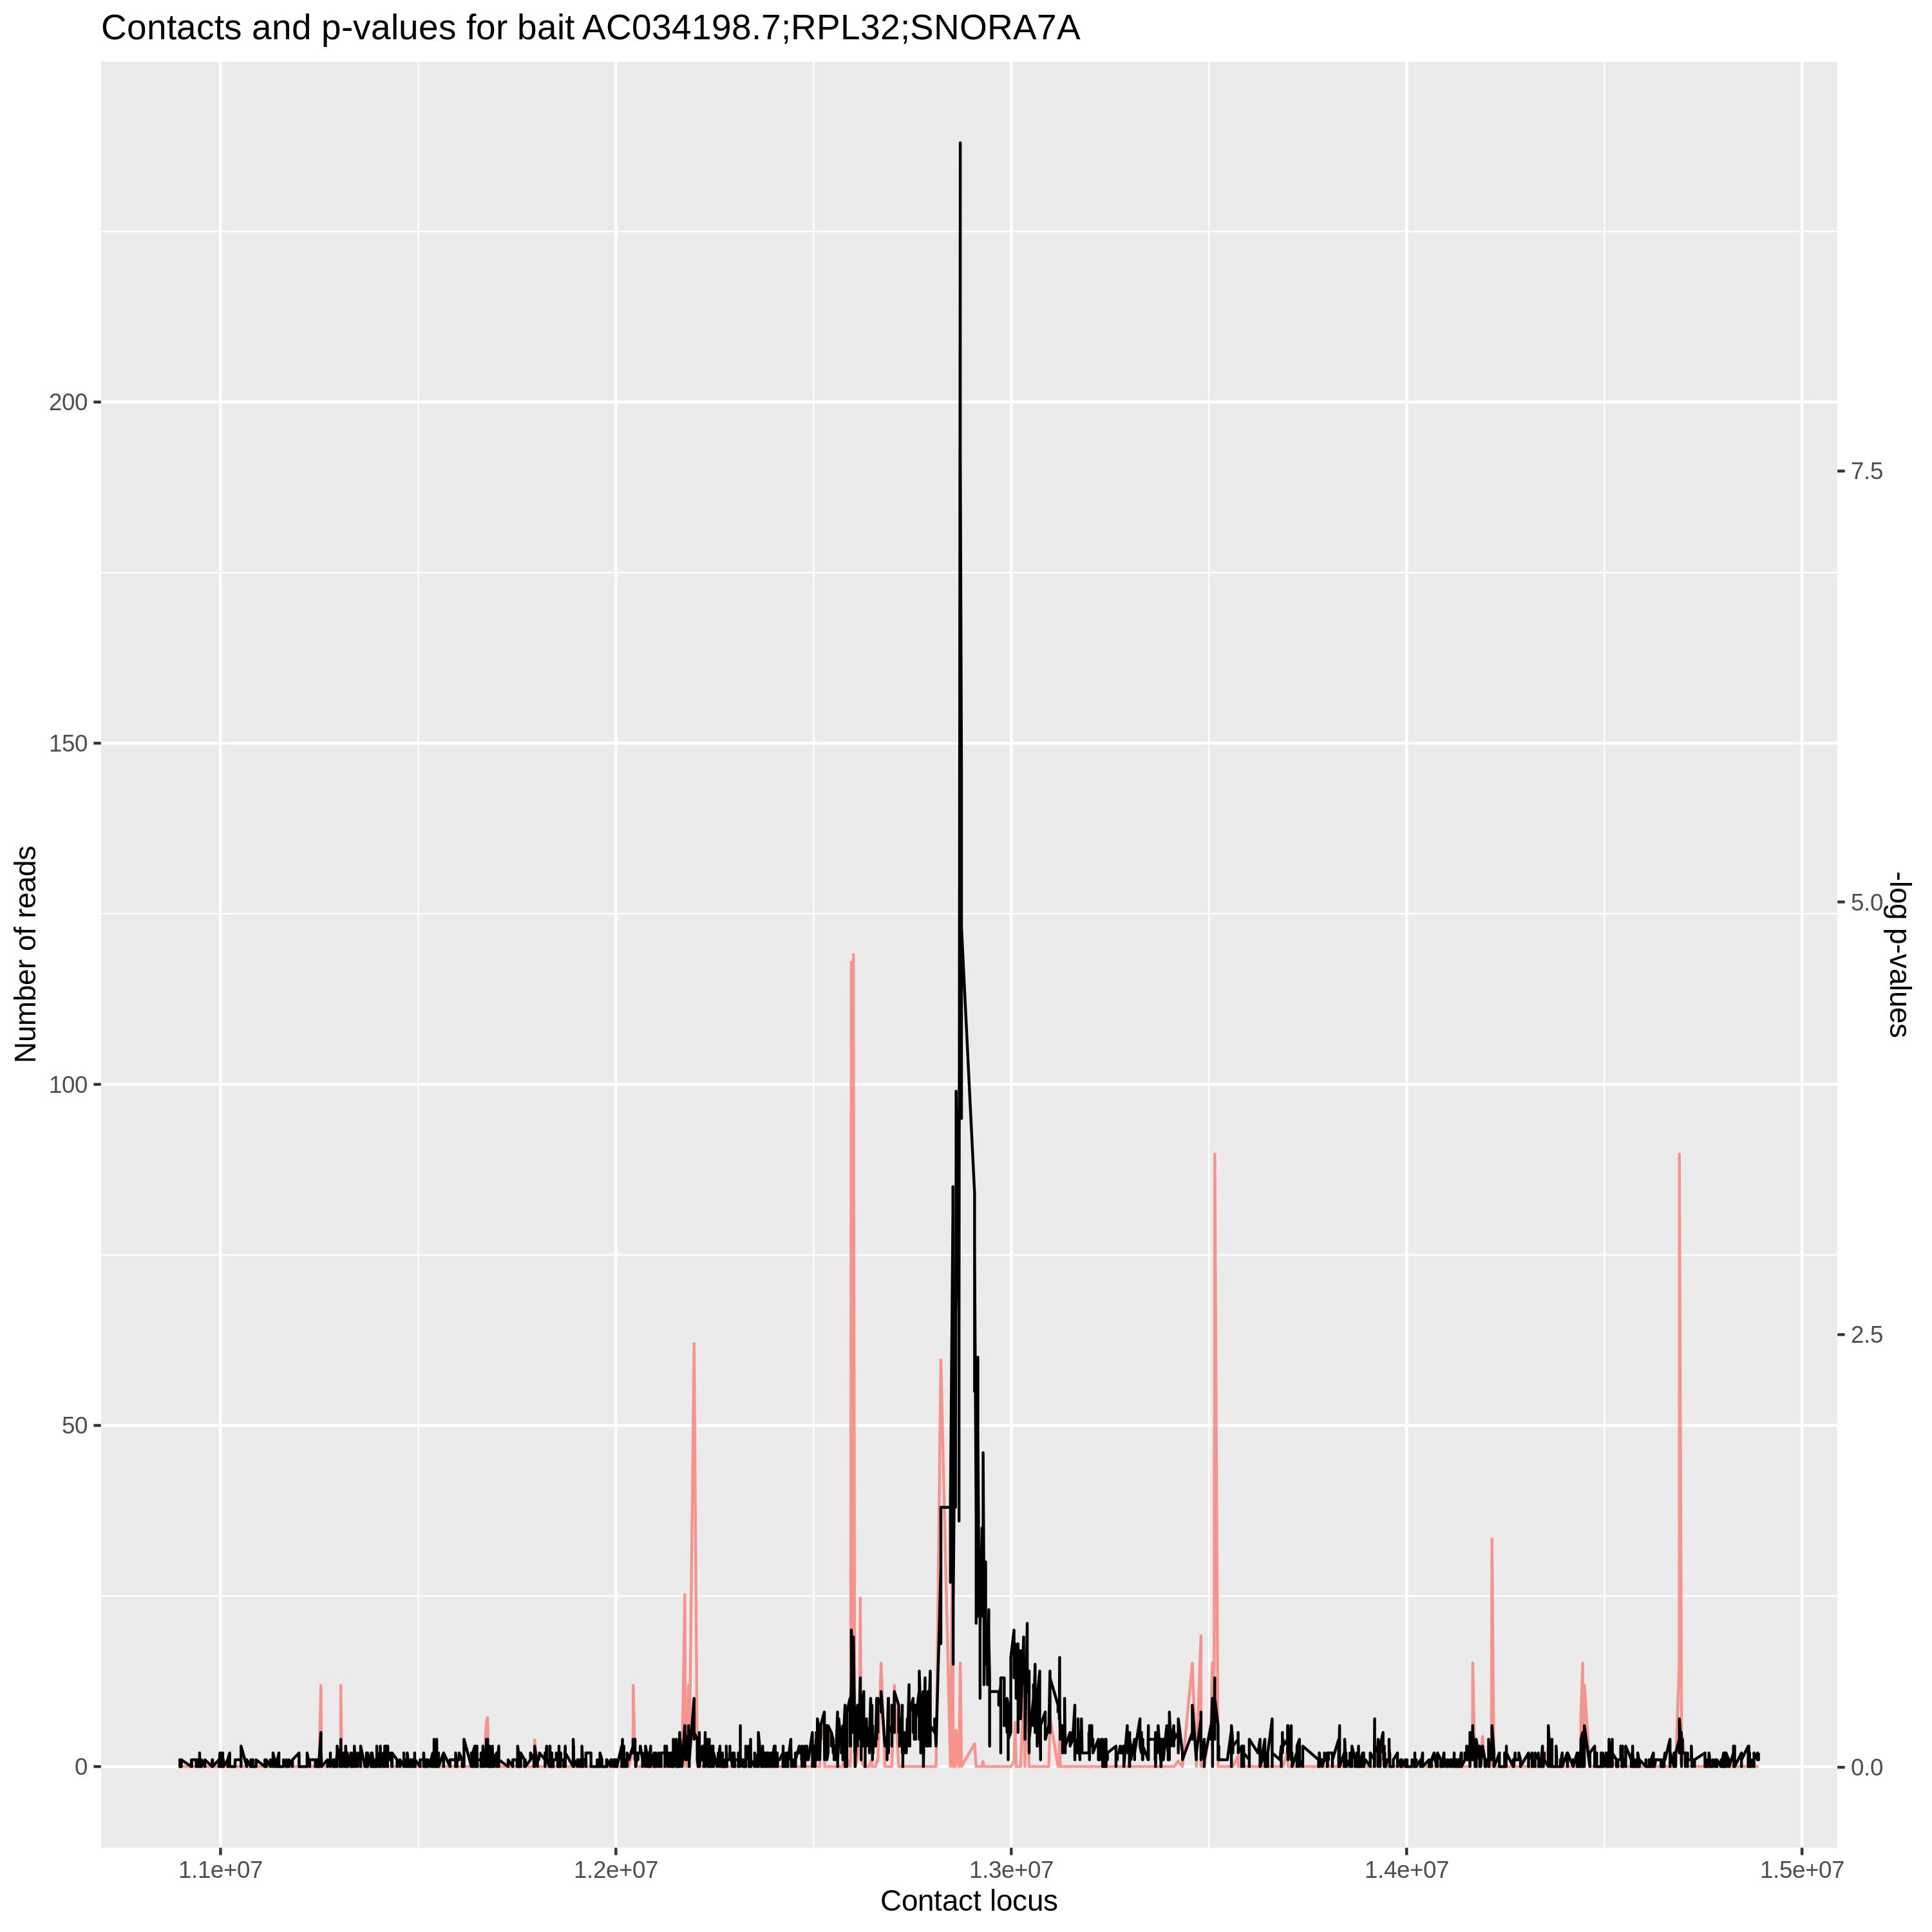 Contacts and p-values for bait AC034198.7;RPL32;SNORA7A
Number of reads
200
150
100
50
0
7.5
5.0
2.5
0.0
-log p-values
1.1e+07
1.2e+07
1.3e+07
1.4e+07
1.5e+07
Contact locus